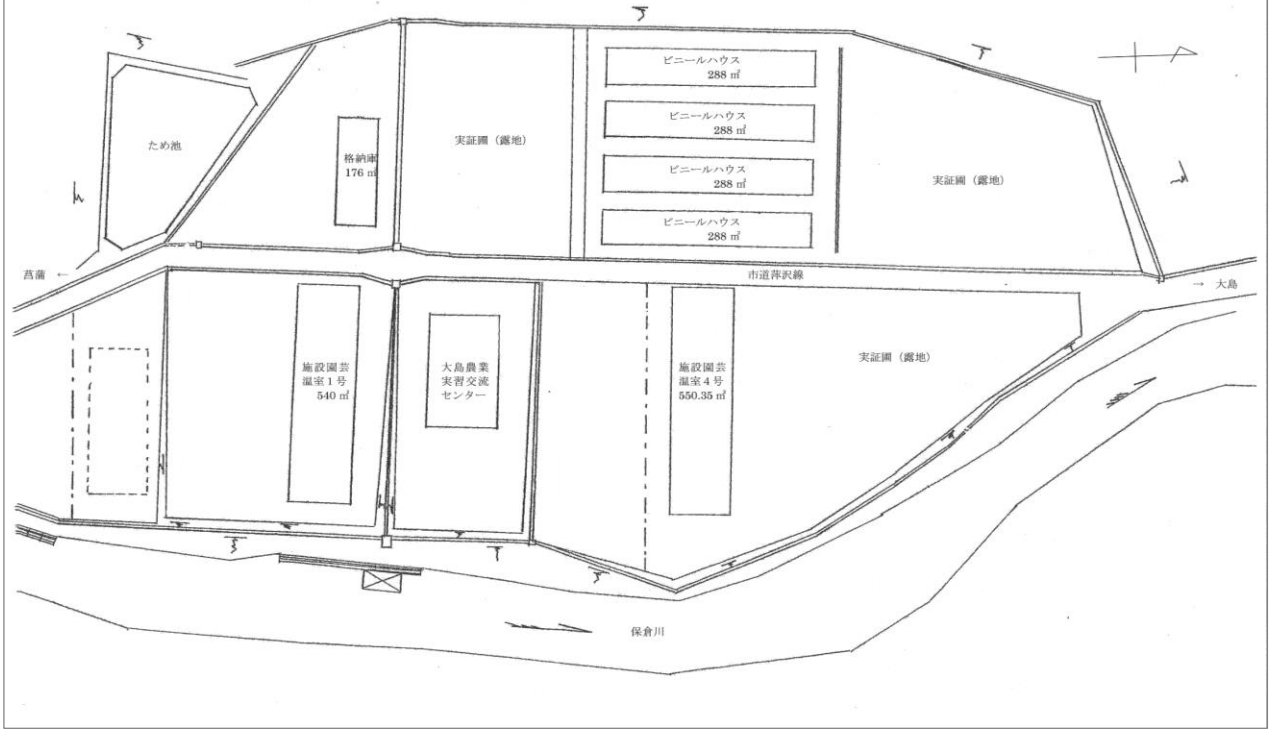 ビニールハウス
288 ㎡
ビニールハウス
288 ㎡
ビニールハウス
288 ㎡
ビニールハウス
288 ㎡
ため池
格納庫
176 ㎡
実証圃（露地）
実証圃（露地）
菖蒲 ←
市道萍沢線
→ 大島
施設園芸
温室１号
540 ㎡
大島農業
実習交流
センター
施設園芸
温室４号
550.35 ㎡
実証圃（露地）
保倉川